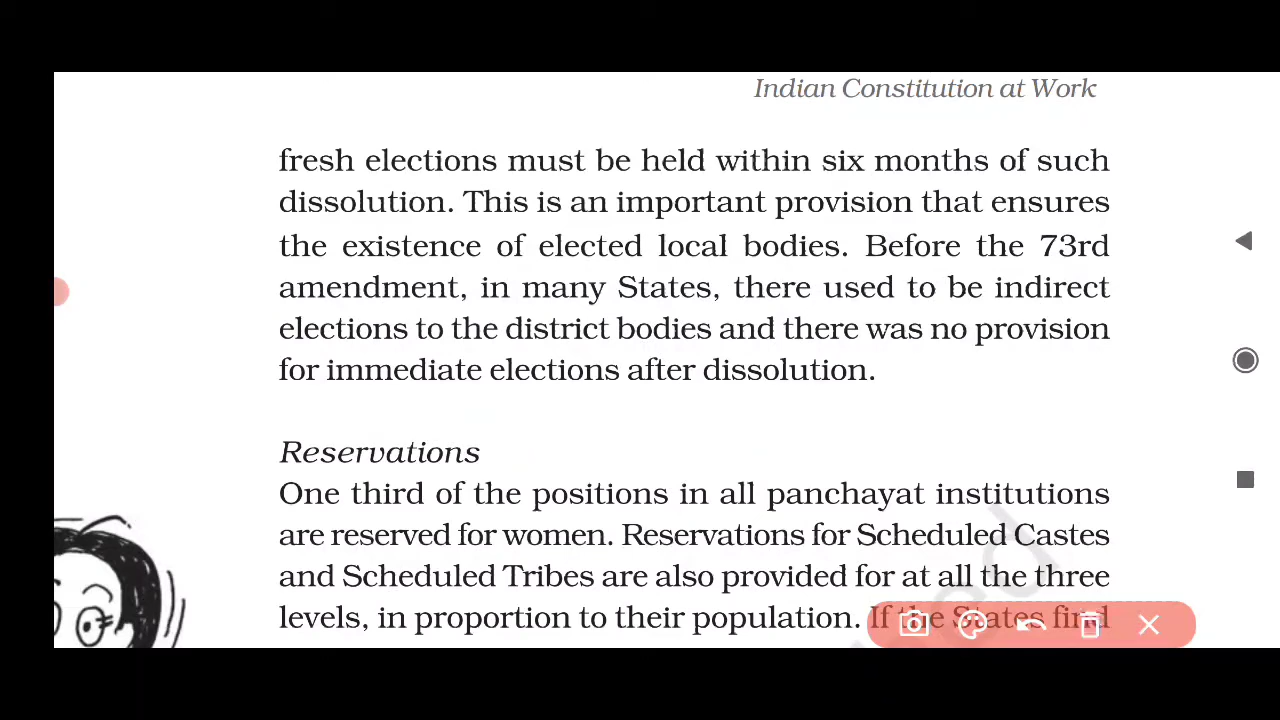 Indian Constitution at Work
fresh elections must be held within six months of such
dissolution. This is an important provision that ensures
the existence of elected local bodies. Before the 73rd
amendment, in many States, there used to be indirect
elections to the district bodies and there was no provision
for immediate elections after dissolution.
Reservations
One third of the positions in all panchayat institutions
are reserved for women. Reservations for Scheduled Castes
and Scheduled Tribes are also provided for at all the three
levels, in proportion to their population. If the States find